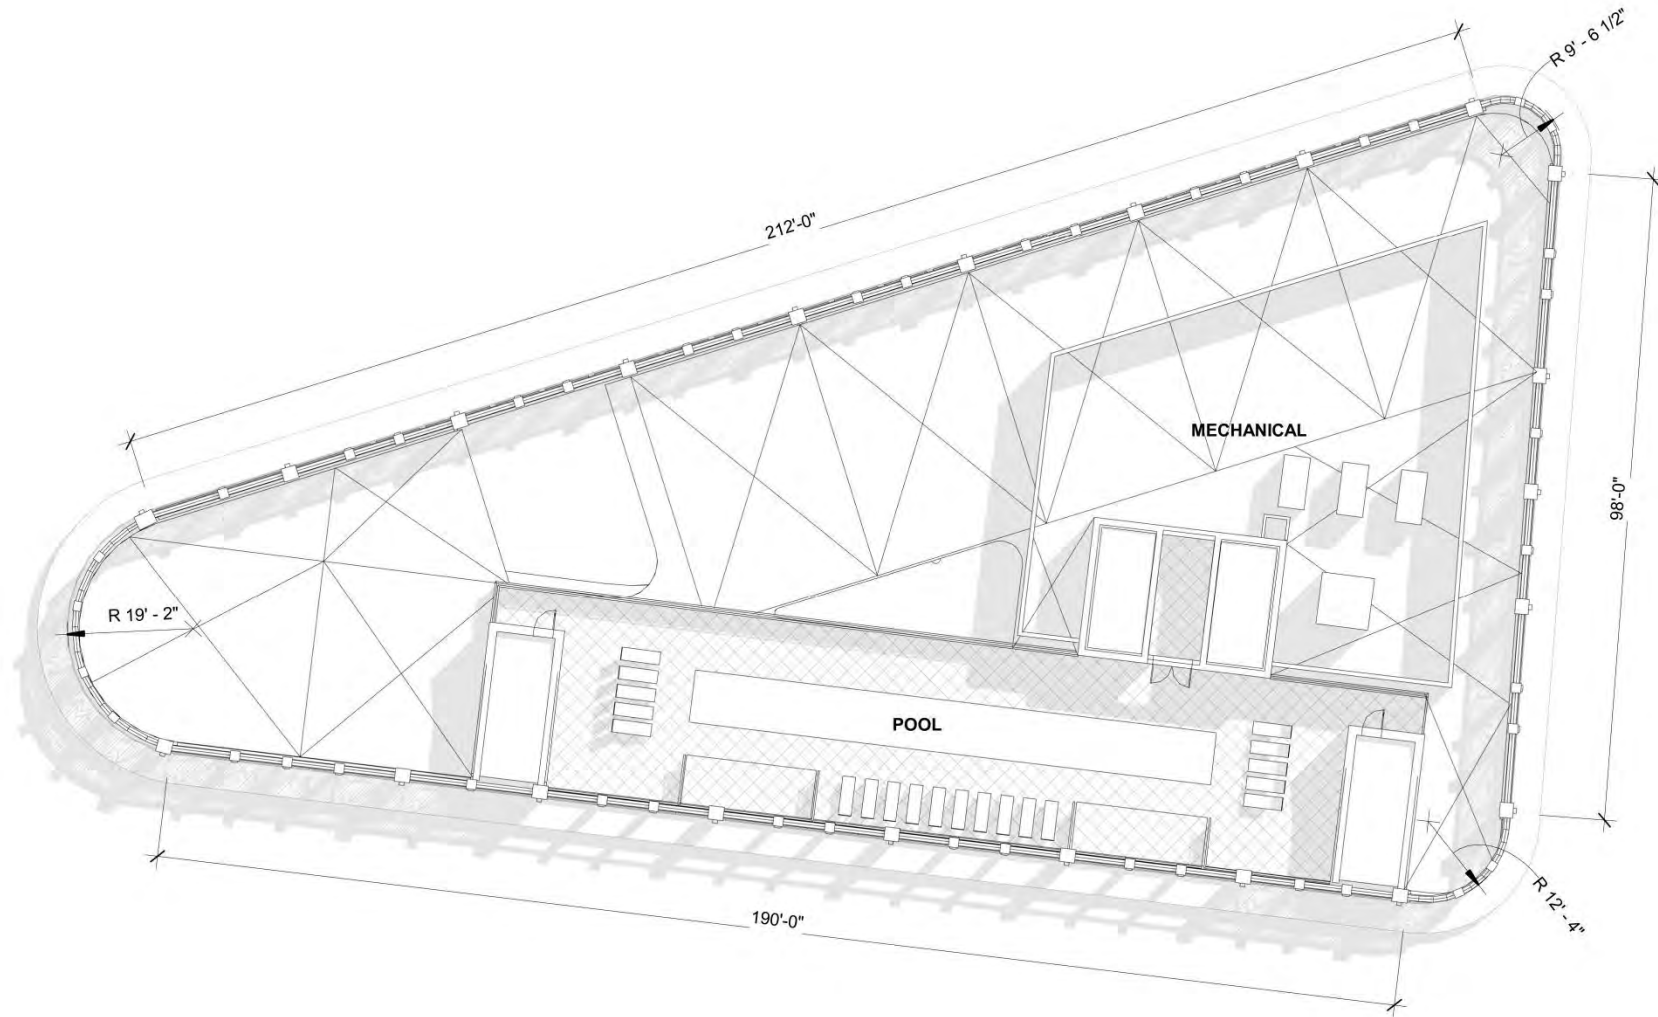 R 9' - 6 1/2"
212'-0"
MECHANICAL
98'-0"
R 19' - 2"
POOL
R 12' - 4"
190'-0"